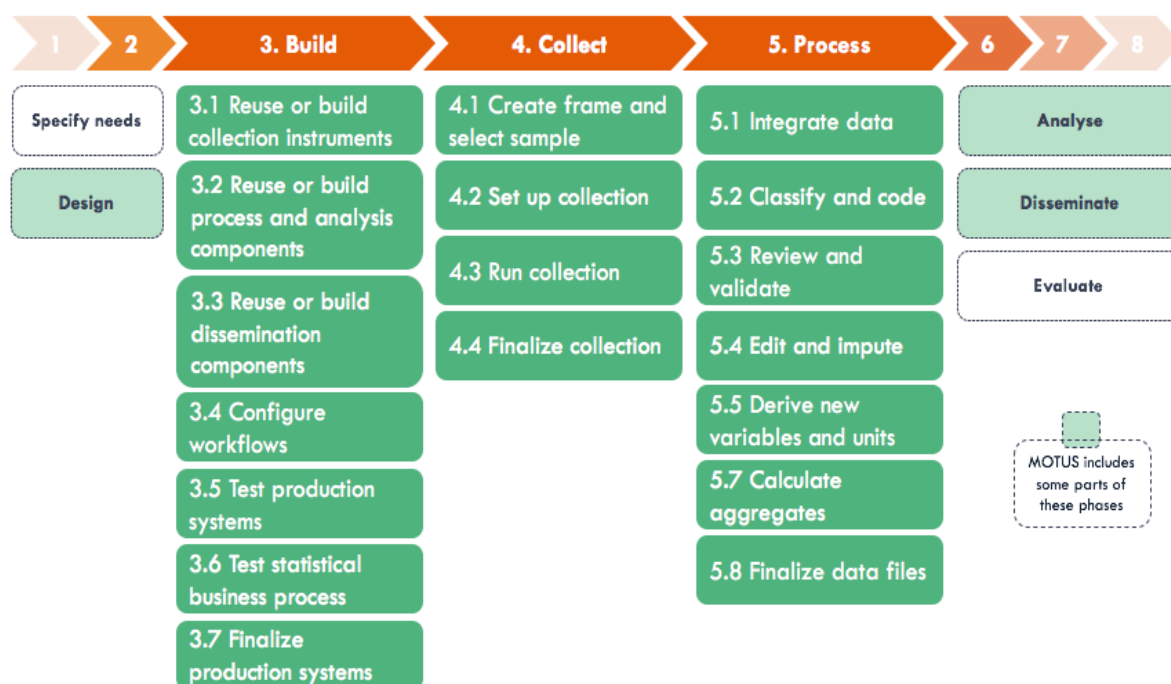 1
2
3. Build
4. Collect
5. Process
6
7
8
Specify needs
Design
3.1 Reuse or build
collection instruments
3.2 Reuse or build
process and analysis
components
3.3 Reuse or build
dissemination
components
3.4 Configure
workflows
3.5 Test production
systems
3.6 Test statistical
business process
3.7 Finalize
production systems
4.1 Create frame and
select sample
4.2 Set up collection
4.3 Run collection
4.4 Finalize collection
5.1 Integrate data
5.2 Classify and code
5.3 Review and
validate
5.4 Edit and impute
5.5 Derive new
variables and units
5.7 Calculate
aggregates
5.8 Finalize data files
Analyse
Disseminate
Evaluate
MOTUS includes
some parts of
these phases